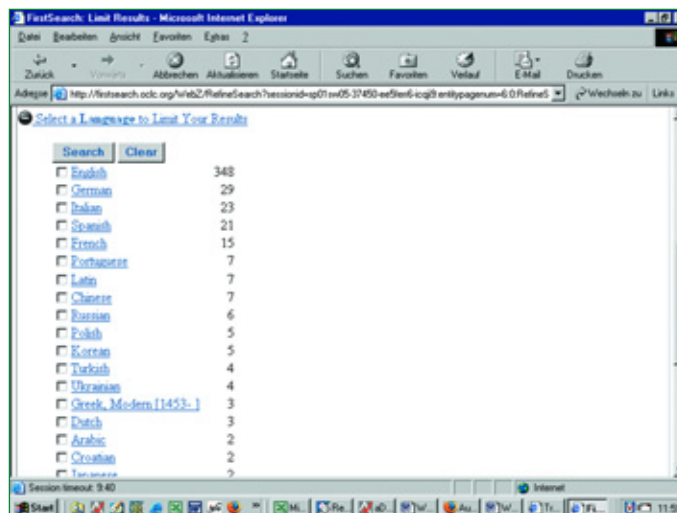 FirstSearch: Limit Results - Microsoft Internet Explorer
Datei Bearbeiten Ansicht Favoriten Extras ?
Zurück Vorwärts Abbrechen Aktualisieren Startseite Suchen Favoriten Verlauf E-Mail Drucken
Adresse Wechseln zu Links
Select a Language to Limit Your Results
Search Clear
English 348
German 29
Italian 23
Spanish 21
French 15
Portuguese 7
Latin 7
Chinese 7
Russian 6
Polish 5
Korean 5
Turkish 4
Ukrainian 4
Greek, Modern [1453- ] 3
Dutch 3
Arabic 2
Croatian 2
Japanese 2
Session timeout: 9:40 Internet
Start